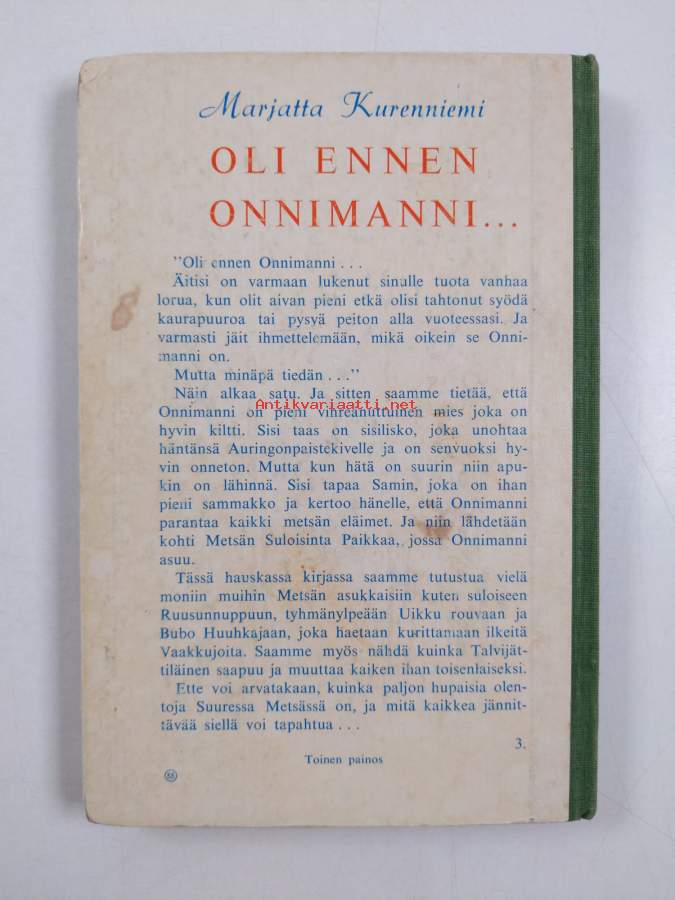 Marjatta Kurenniemi
OLI ENNEN
ONNIMANNI...
"Oli ennen Onnimanni . . .
Äitisi on varmaan lukenut sinulle tuota vanhaa
lorua, kun olit aivan pieni etkä olisi tahtonut syödä
kaurapuuroa tai pysyä peiton alla vuoteessasi. Ja
varmasti jäit ihmettelemään, mikä oikein se Onni-
manni on.
Mutta minäpä tiedän . . ."
Näin alkaa satu. Ja sitten saamme tietää, että
Antikvariaatti.net
Onnimanni on pieni vihreänuttuinen mies joka on
hyvin kiltti. Sisi taas on sisilisko, joka unohtaa
häntänsä Auringonpaistekivelle ja on senvuoksi hy-
vin onneton. Mutta kun hätä on suurin niin apu-
kin on lähinnä. Sisi tapaa Samin, joka on ihan
pieni sammakko ja kertoo hänelle, että Onnimanni
parantaa kaikki metsän eläimet. Ja niin lähdetään
kohti Metsän Suloisinta Paikkaa, jossa Onnimanni
asuu.
Tässä hauskassa kirjassa saamme tutustua vielä
moniin muihin Metsän asukkaisiin kuten suloiseen
Ruusunnuppuun, tyhmänylpeään Uikku rouvaan ja
Bubo Huuhkajaan, joka haetaan kurittamaan ilkeitä
Vaakkujoita. Saamme myös nähdä kuinka Talvijät-
tiläinen saapuu ja muuttaa kaiken ihan toisenlaiseksi.
Ette voi arvatakaan, kuinka paljon hupaisia olen-
toja Suuressa Metsässä on, ja mitä kaikkea jännit-
tävää siellä voi tapahtua . . .
3.
Toinen painos